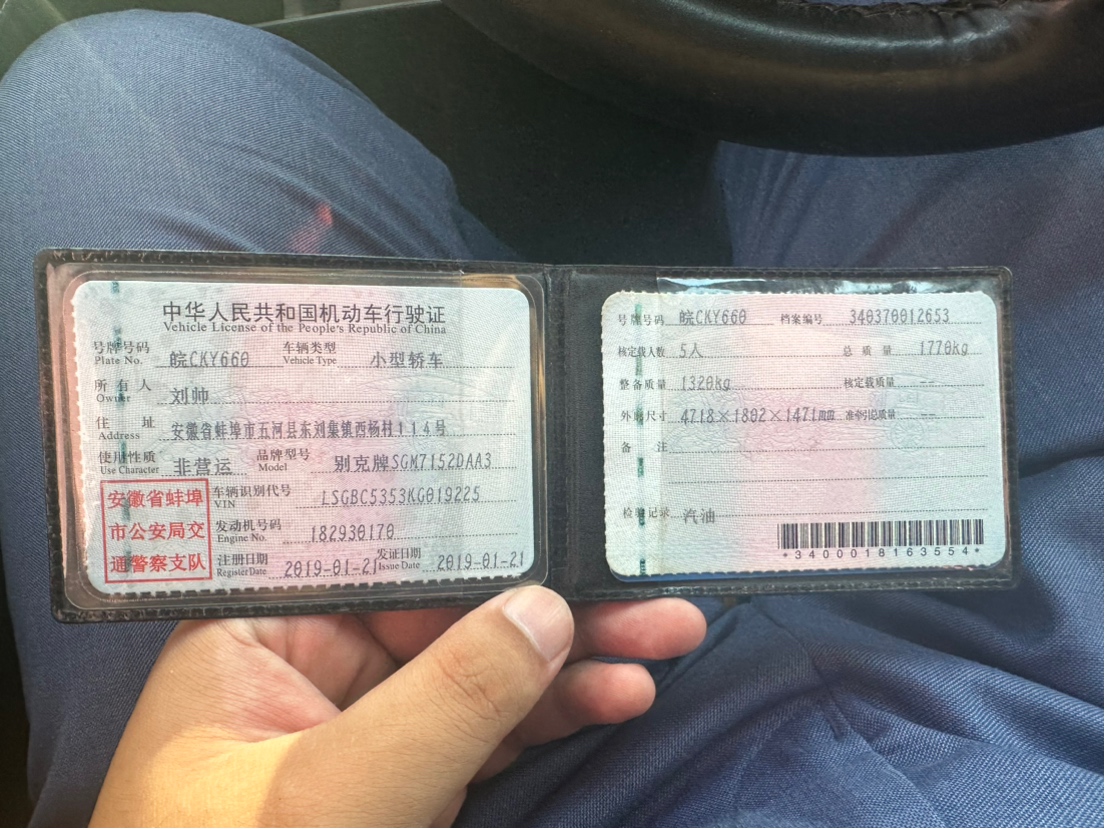 中华人民共和国机动车行驶证
Vehicle License of the People's Republic of China
号牌号码 Plate No. 皖CKY660 车辆类型 Vehicle Type 小型轿车
所有人 Owner 刘帅
住址 Address 安徽省蚌埠市五河县东刘集镇西杨村114号
使用性质 Use Character 非营运 品牌型号 Model 别克牌SGM7152DAA3
安徽省蚌埠
市公安局交
通警察支队
车辆识别代号 VIN LSGBC5353KG019225
发动机号码 Engine No. 182930170
注册日期 Register Date 2019-01-21 发证日期 Issue Date 2019-01-21
号牌号码 皖CKY660 档案编号 340370012653
核定载人数 5人 总质量 1770kg
整备质量 1320kg 核定载质量 --
外廓尺寸 4718×1802×1471mm 准牵引总质量 --
备注
检验记录 汽油
*3400018163554*